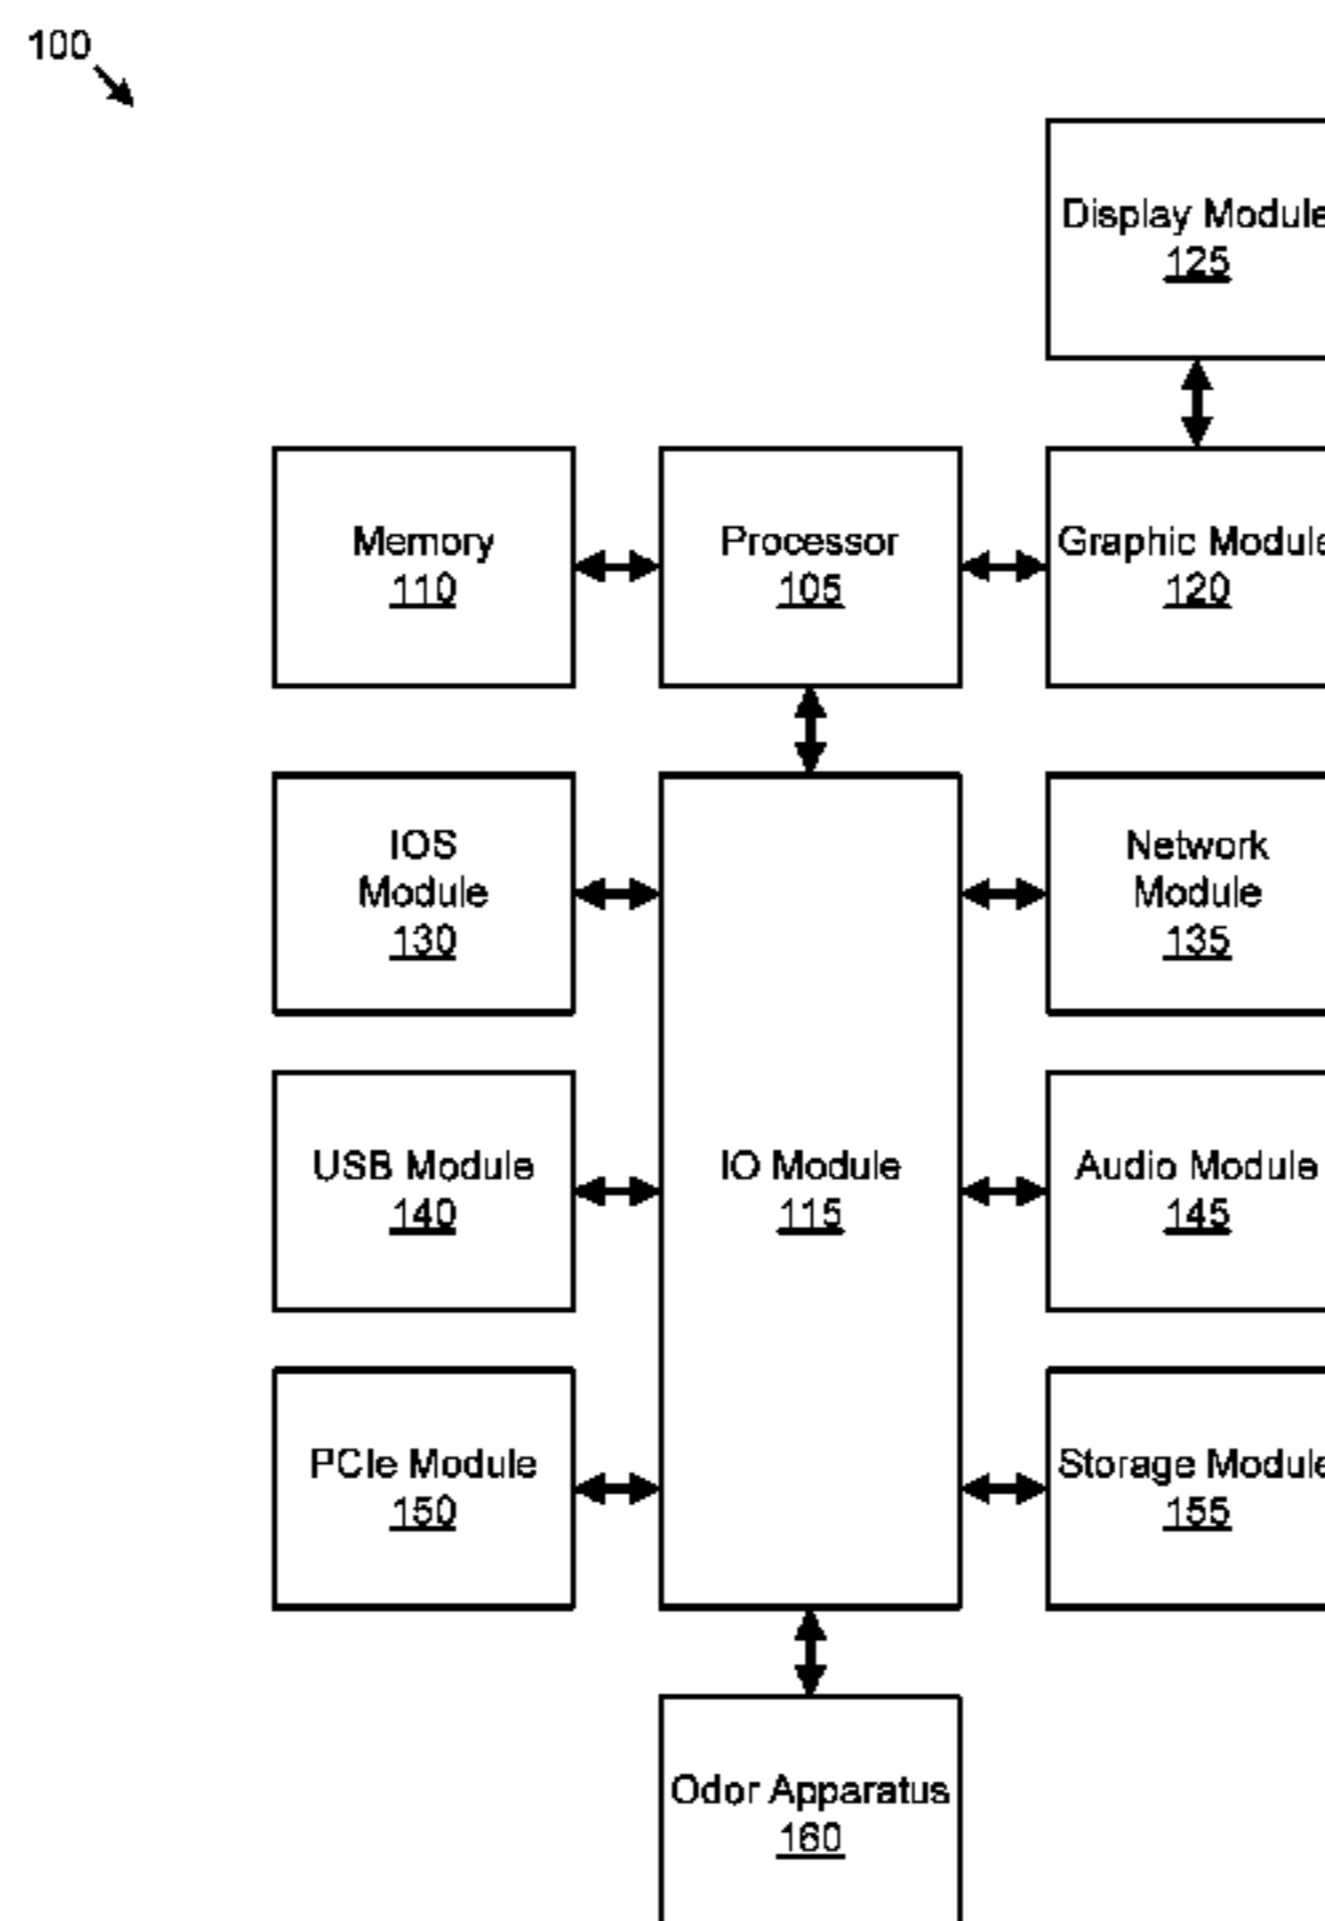 100
Display Module
125
Memory
110
Processor
105
Graphic Module
120
IOS
Module
130
Network
Module
135
USB Module
140
IO Module
115
Audio Module
145
PCIe Module
150
Storage Module
155
Odor Apparatus
160